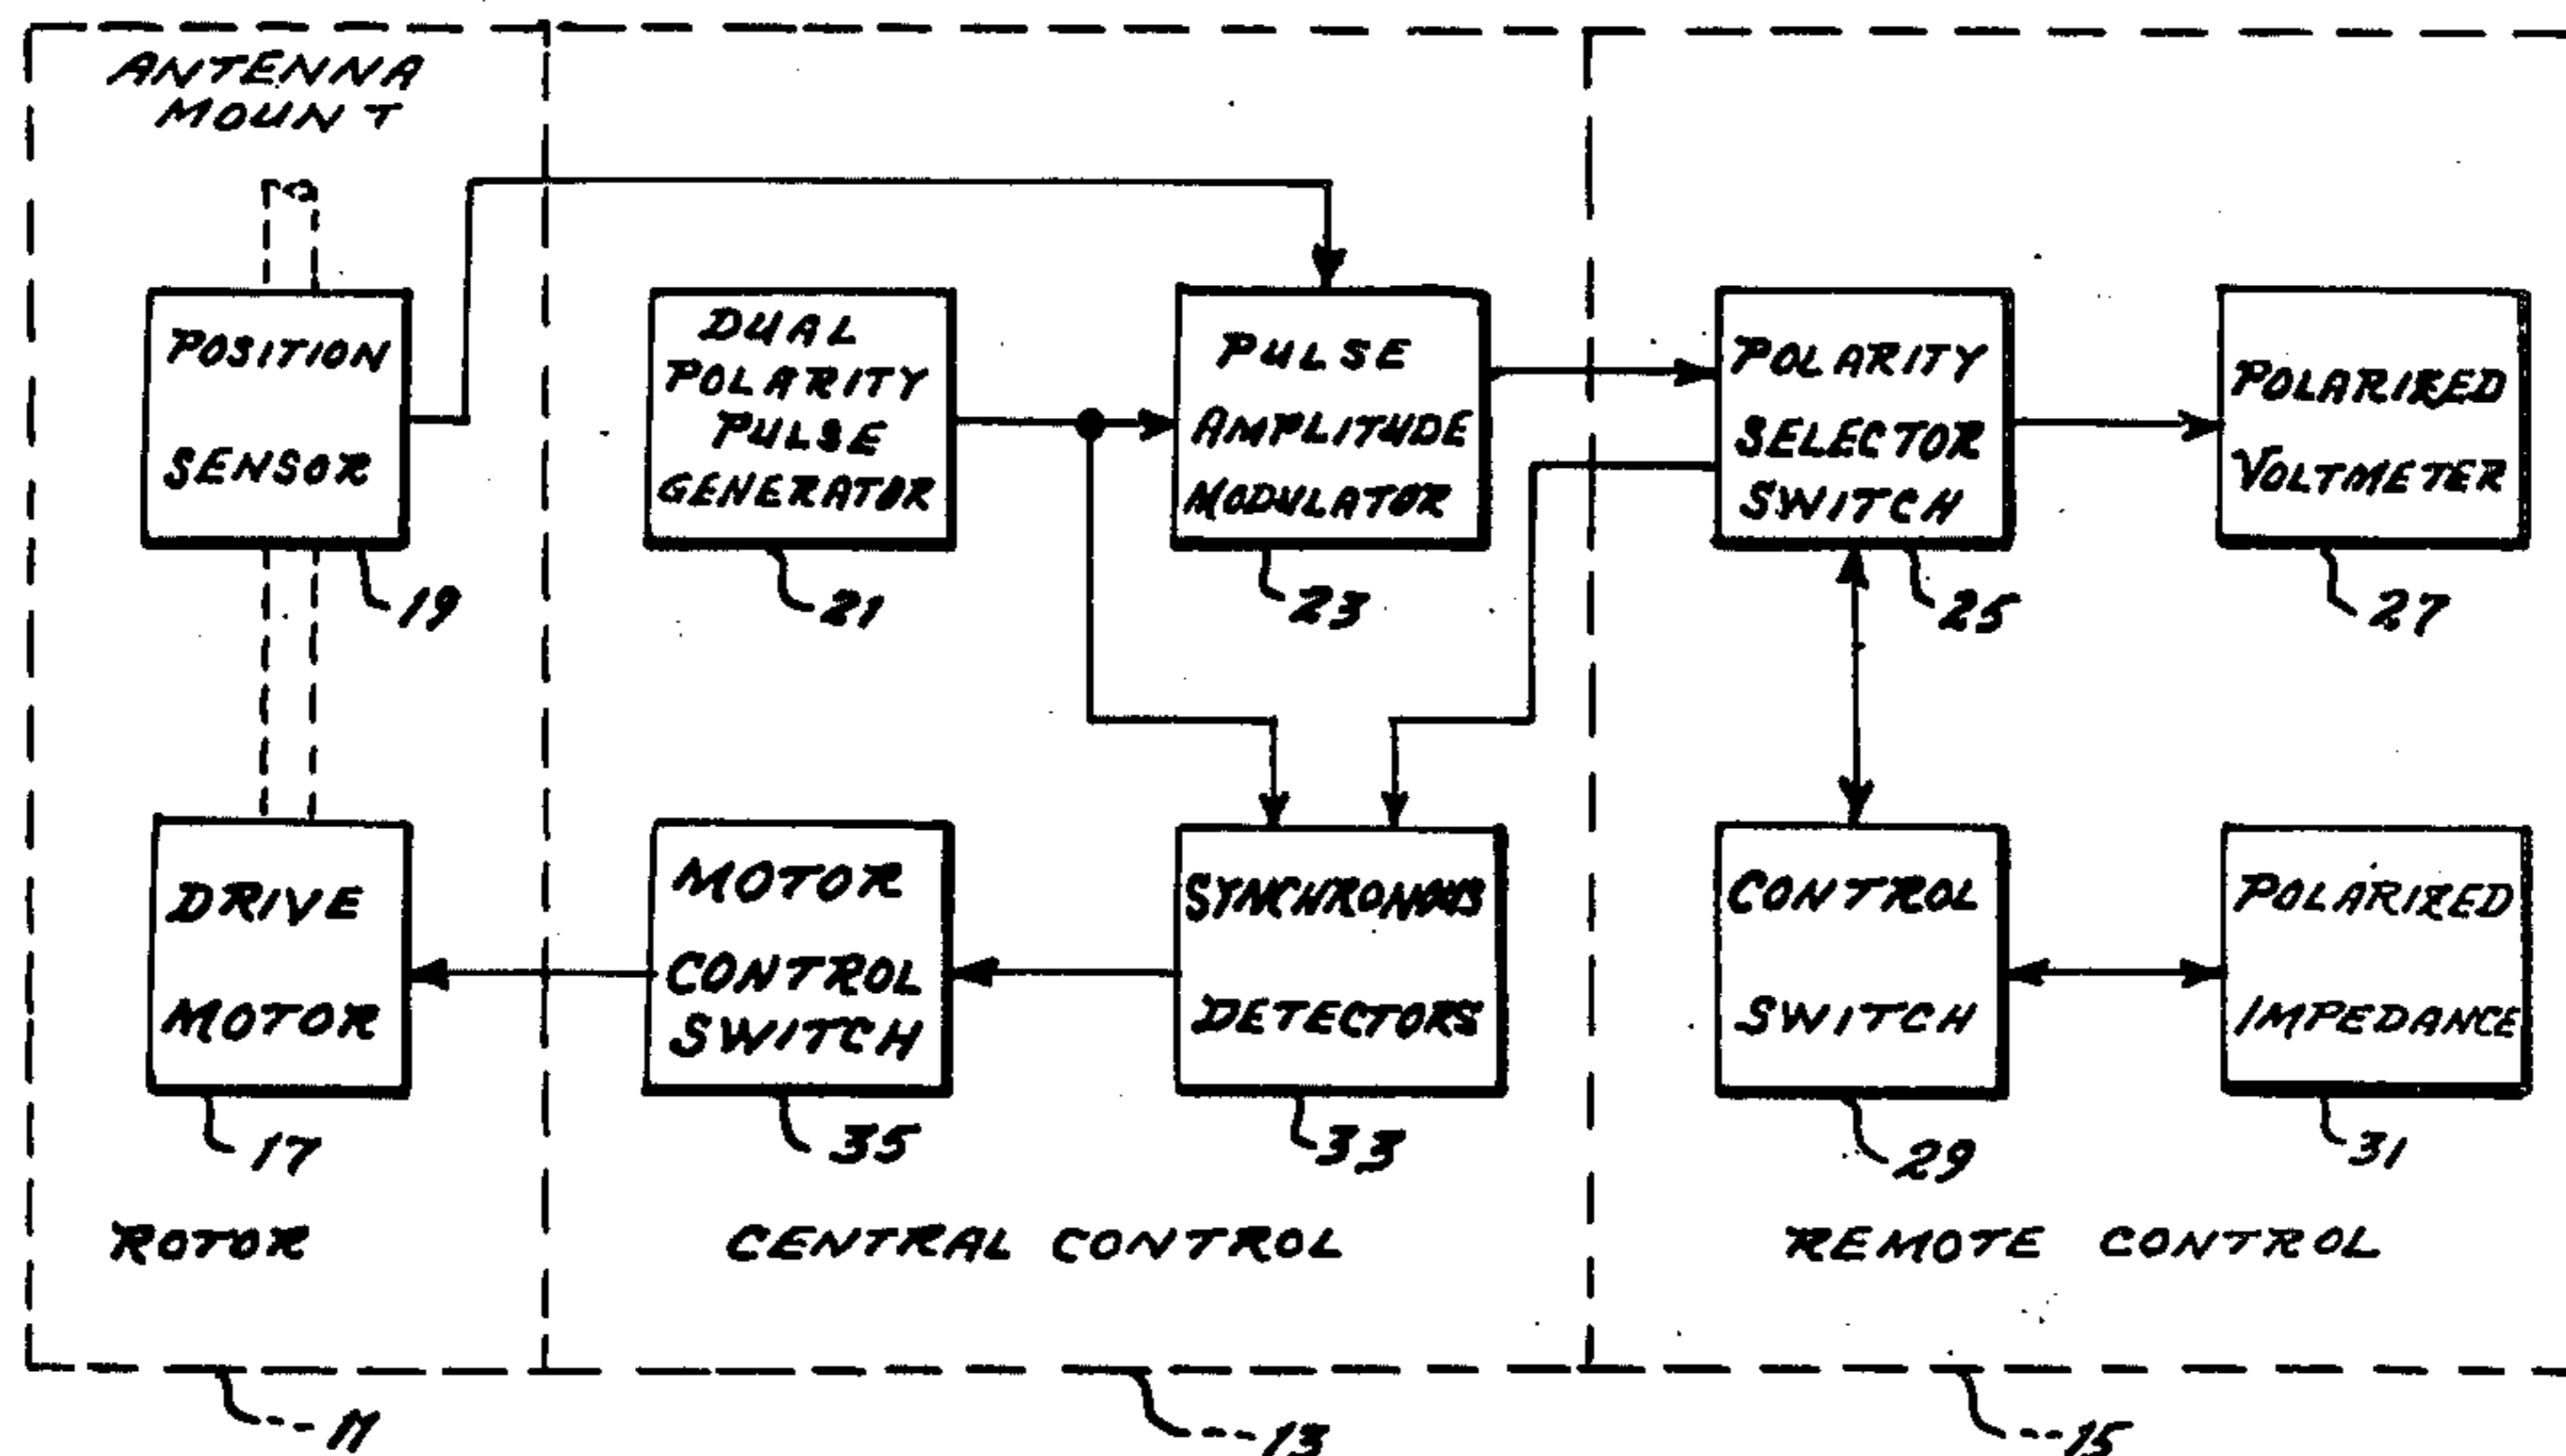 ANTENNA
MOUNT
POSITION
SENSOR
19
DUAL
POLARITY
PULSE
GENERATOR
21
PULSE
AMPLITUDE
MODULATOR
23
POLARITY
SELECTOR
SWITCH
25
POLARIZED
VOLTMETER
27
DRIVE
MOTOR
17
MOTOR
CONTROL
SWITCH
35
SYNCHRONOUS
DETECTORS
33
CONTROL
SWITCH
29
POLARIZED
IMPEDANCE
31
ROTOR
CENTRAL CONTROL
REMOTE CONTROL
11
13
15